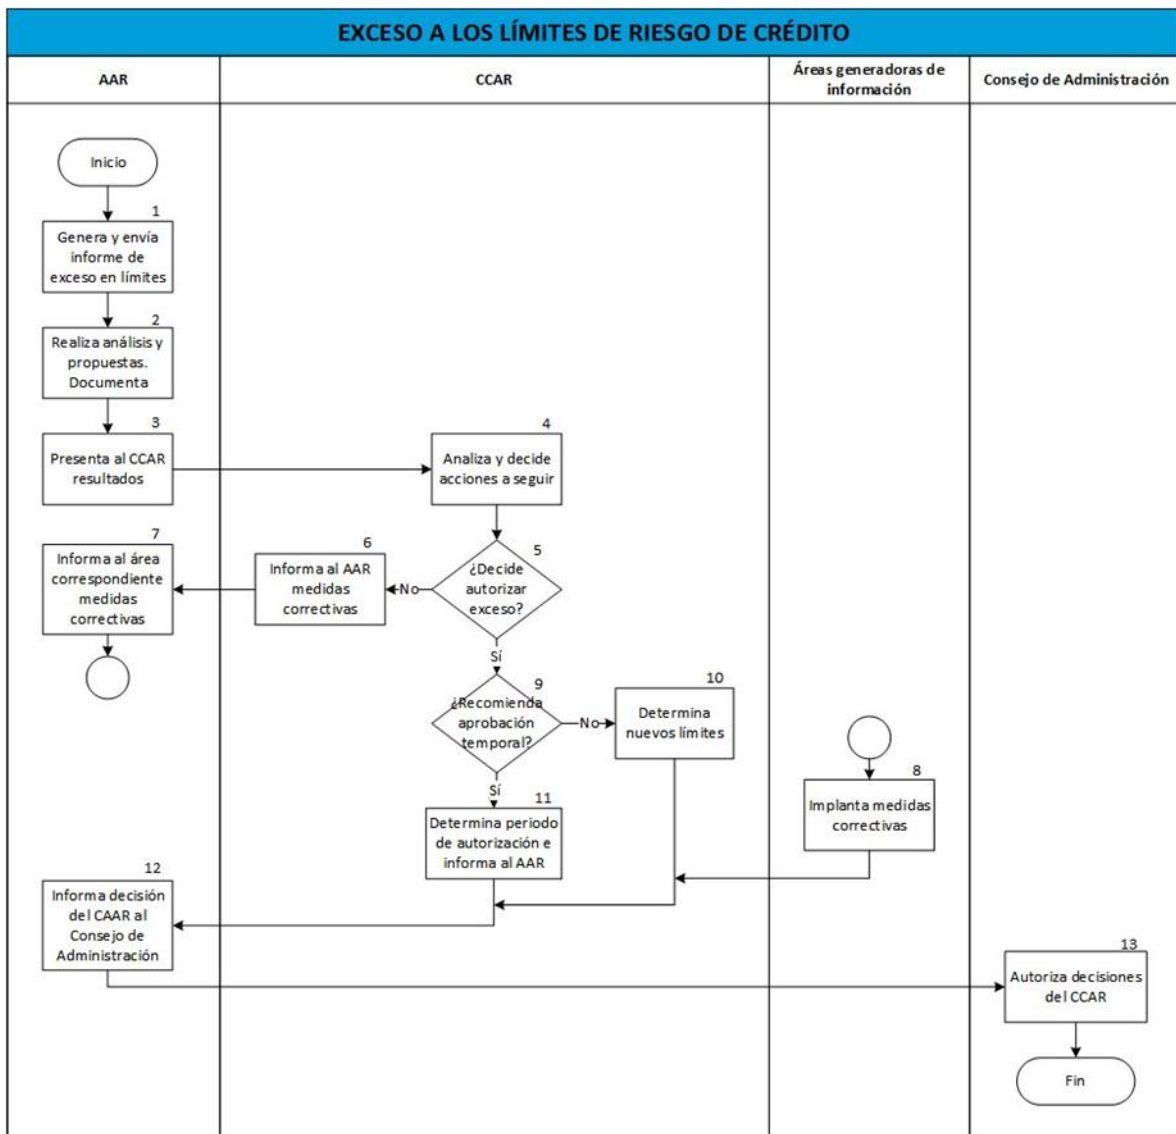 EXCESO A LOS LÍMITES DE RIESGO DE CRÉDITO
AAR
CCAR
Áreas generadoras de
información
Consejo de Administración
Inicio
1
Genera y envía
informe de
exceso en límites
2
Realiza análisis y
propuestas.
Documenta
3
Presenta al CCAR
resultados
4
Analiza y decide
acciones a seguir
5
¿Decide
autorizar
exceso?
No
Sí
6
Informa al AAR
medidas
correctivas
7
Informa al área
correspondiente
medidas
correctivas
9
¿Recomienda
aprobación
temporal?
No
Sí
10
Determina
nuevos límites
8
Implanta medidas
correctivas
11
Determina periodo
de autorización e
informa al AAR
12
Informa decisión
del CAAR al
Consejo de
Administración
13
Autoriza decisiones
del CCAR
Fin